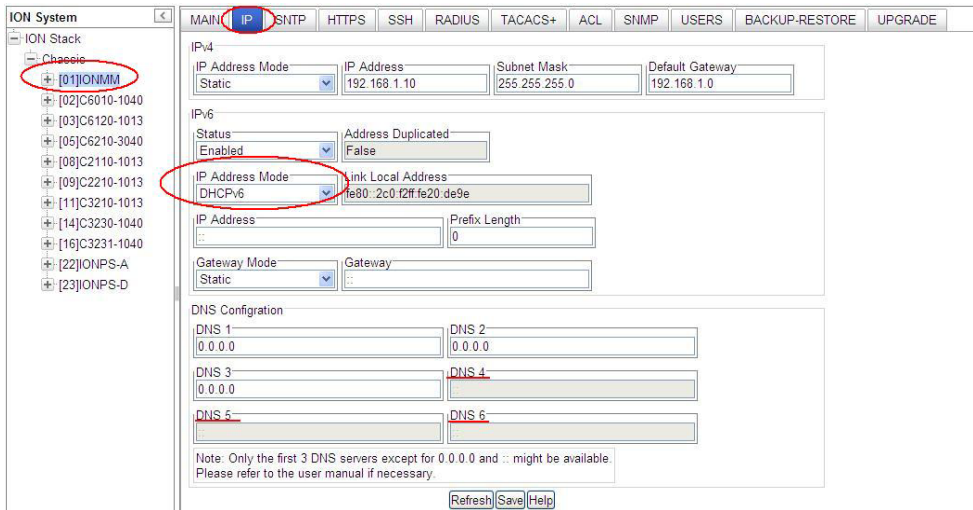 ION System <
ION Stack
Chassis
[01]IONMM
[02]C6010-1040
[03]C6120-1013
[05]C6210-3040
[08]C2110-1013
[09]C2210-1013
[11]C3210-1013
[14]C3230-1040
[16]C3231-1040
[22]IONPS-A
[23]IONPS-D
MAIN IP SNTP HTTPS SSH RADIUS TACACS+ ACL SNMP USERS BACKUP-RESTORE UPGRADE
IPv4
IP Address Mode IP Address Subnet Mask Default Gateway
Static 192.168.1.10 255.255.255.0 192.168.1.0
IPv6
Status Address Duplicated
Enabled False
IP Address Mode Link Local Address
DHCPv6 fe80::2c0:f2ff:fe20:de9e
IP Address Prefix Length
:: 0
Gateway Mode Gateway
Static ::
DNS Configration
DNS 1 DNS 2
0.0.0.0 0.0.0.0
DNS 3 DNS 4
0.0.0.0 ::
DNS 5 DNS 6
:: ::
Note: Only the first 3 DNS servers except for 0.0.0.0 and :: might be available.
Please refer to the user manual if necessary.
Refresh Save Help